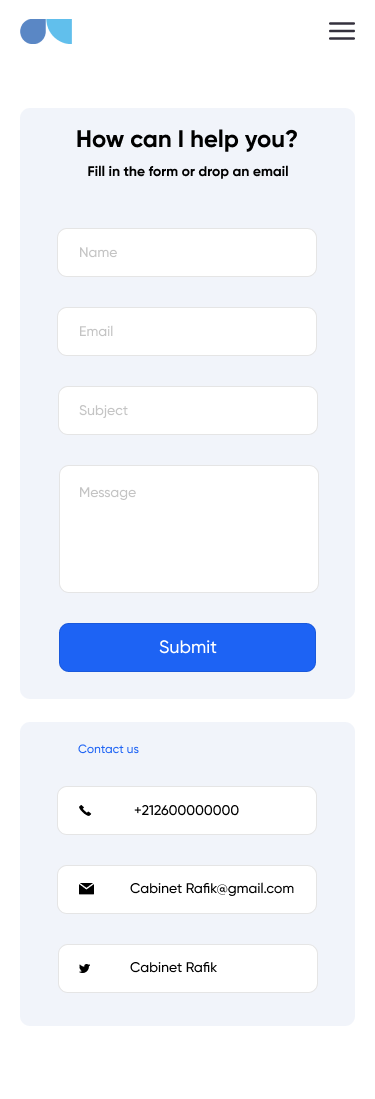 How can I help you?
Fill in the form or drop an email
Name
Email
Subject
Message
Submit
Contact us
+212600000000
Cabinet Rafik@gmail.com
Cabinet Rafik